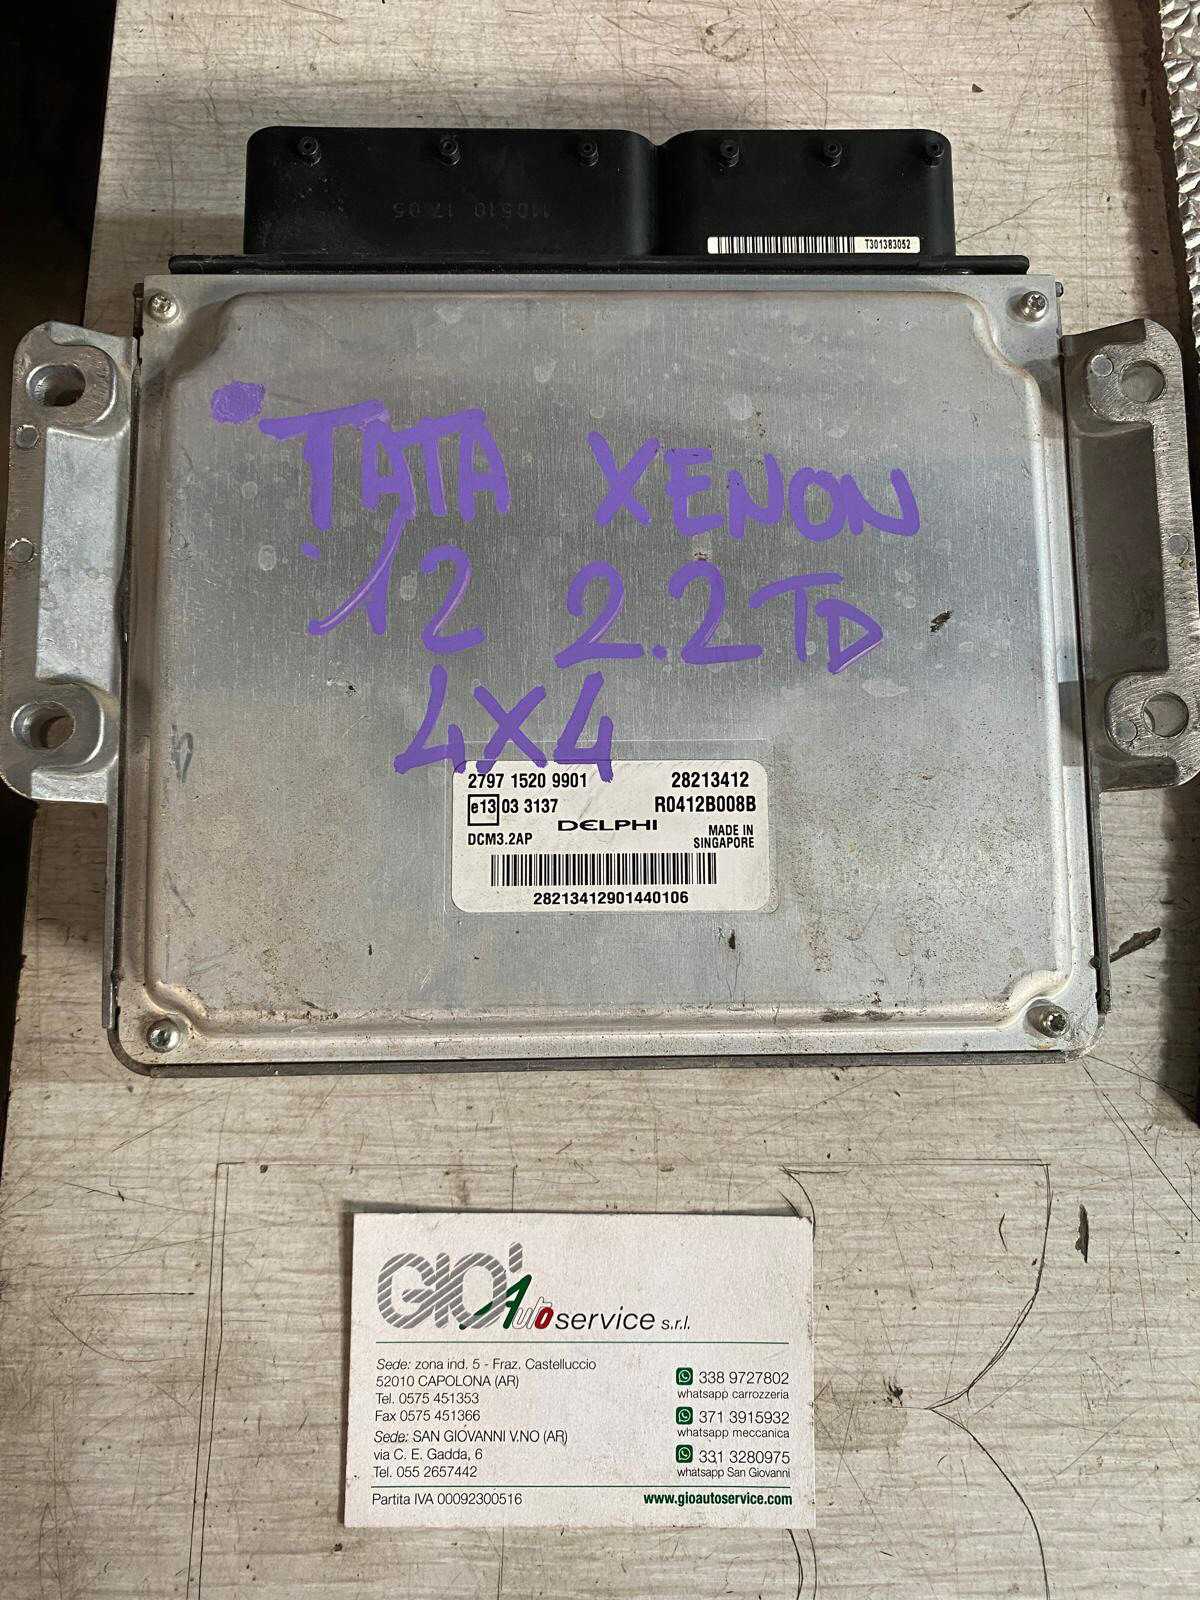 110510 17 05
T301383052
TATA XENON
12 2.2 TD
4X4
2797 1520 9901 28213412
e13 03 3137 R0412B008B
DELPHI
DCM3.2AP MADE IN SINGAPORE
28213412901440106
GIO' Auto service s.r.l.
Sede: zona ind. 5 - Fraz. Castelluccio
52010 CAPOLONA (AR)
Tel. 0575 451353
Fax 0575 451366
Sede: SAN GIOVANNI V.NO (AR)
via C. E. Gadda, 6
Tel. 055 2657442
338 9727802
whatsapp carrozzeria
371 3915932
whatsapp meccanica
331 3280975
whatsapp San Giovanni
Partita IVA 00092300516 www.gioautoservice.com